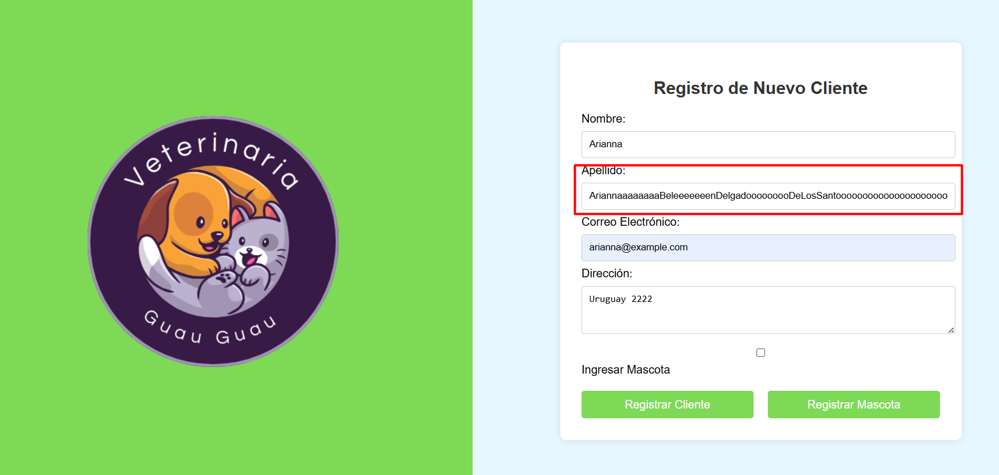 Veterinaria
Guau Guau
Registro de Nuevo Cliente
Nombre:
Arianna
Apellido:
AriannaaaaaaaaBeleeeeeeenDelgadooooooooDeLosSantooooooooooooooooooooo
Correo Electrónico:
arianna@example.com
Dirección:
Uruguay 2222
Ingresar Mascota
Registrar Cliente
Registrar Mascota